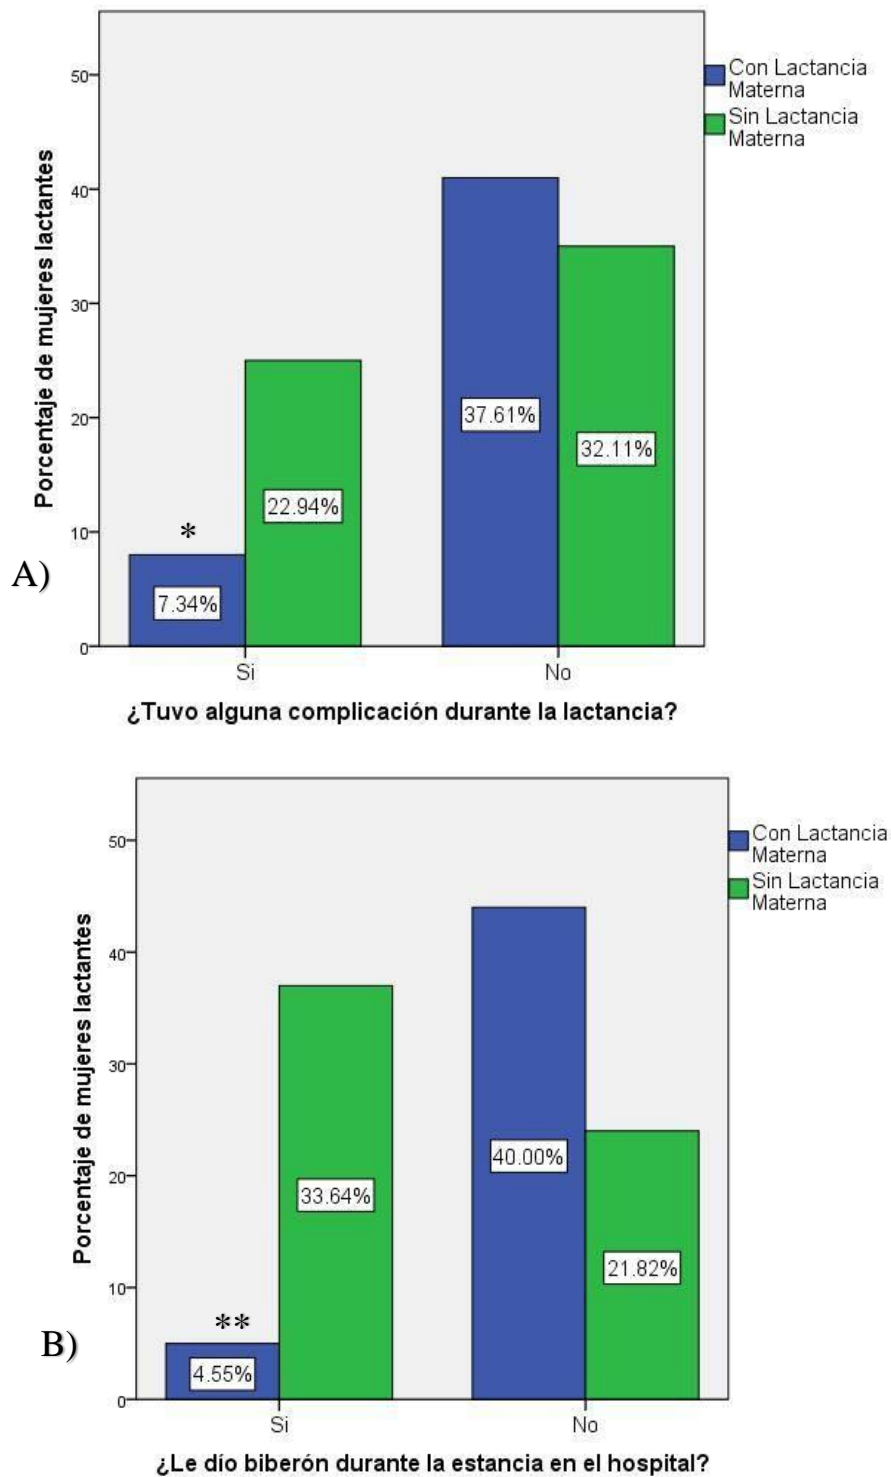 50
40
30
20
10
0
Porcentaje de mujeres lactantes
Con Lactancia
Materna
Sin Lactancia
Materna
37.61%
32.11%
22.94%
*
7.34%
A)
Si
No
¿Tuvo alguna complicación durante la lactancia?
50
40
30
20
10
0
Porcentaje de mujeres lactantes
Con Lactancia
Materna
Sin Lactancia
Materna
40.00%
33.64%
21.82%
**
4.55%
B)
Si
No
¿Le dío biberón durante la estancia en el hospital?